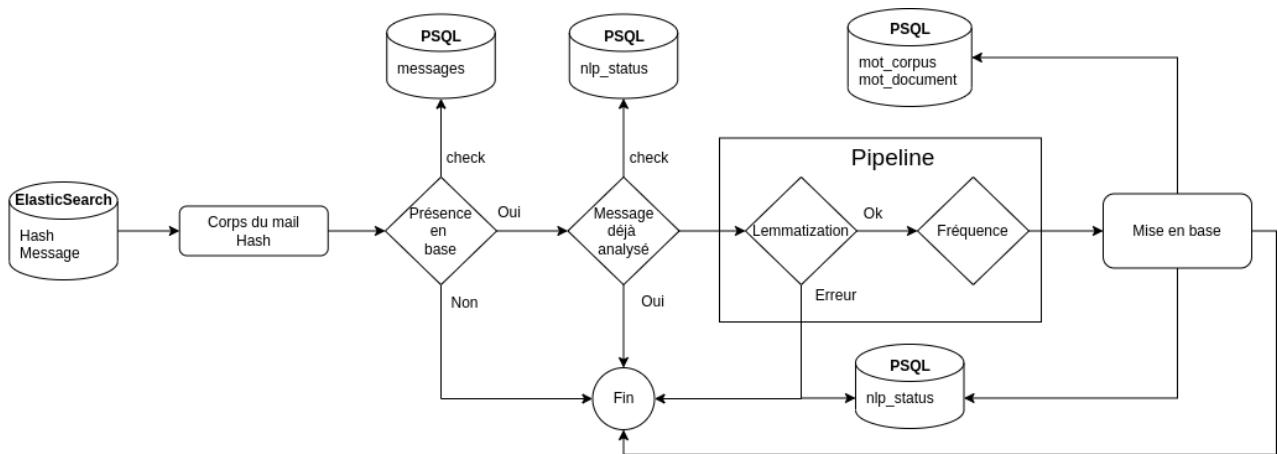 PSQL
messages
PSQL
nlp_status
PSQL
mot_corpus
mot_document
check
check
Pipeline
ElasticSearch
Hash
Message
Corps du mail
Hash
Présence
en
base
Oui
Message
déjà
analysé
Lemmatization
Ok
Fréquence
Mise en base
Non
Oui
Erreur
Fin
PSQL
nlp_status